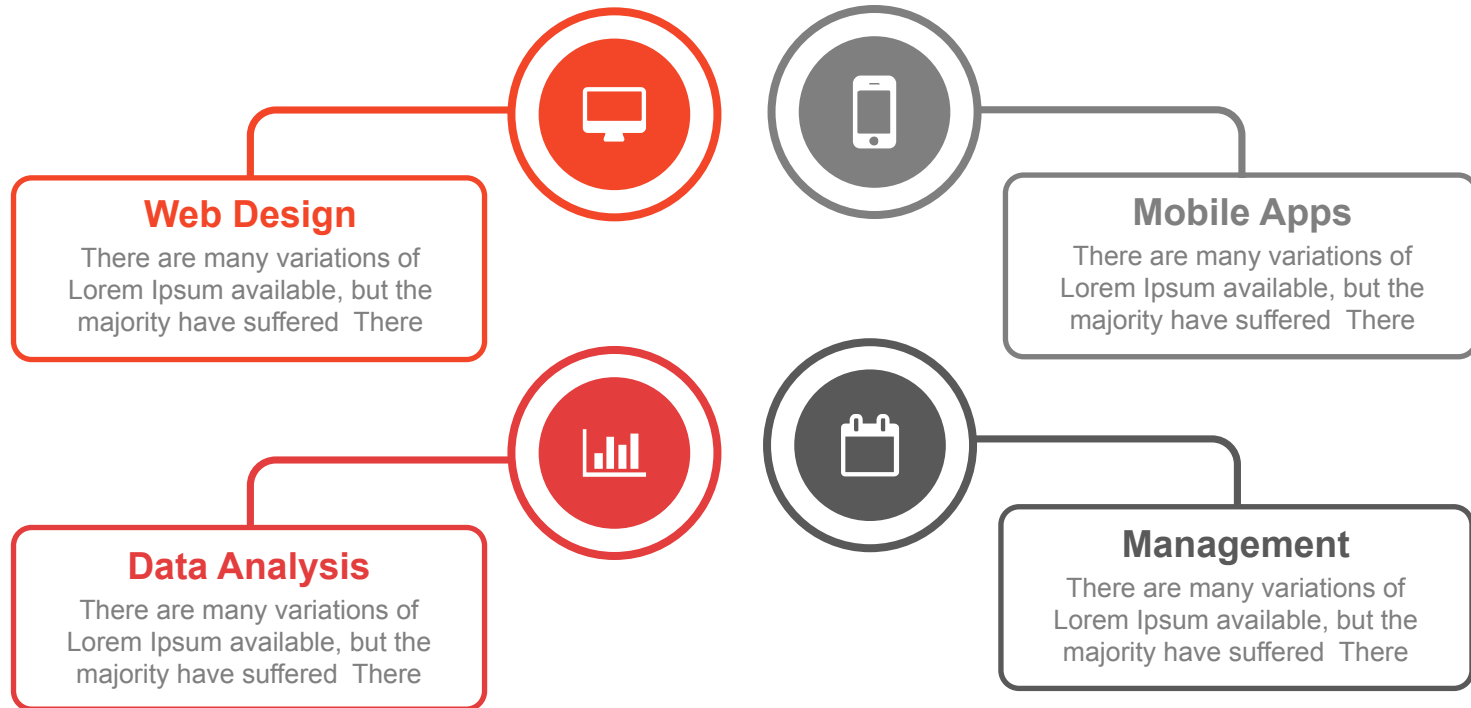 Web Design
There are many variations of
Lorem Ipsum available, but the
majority have suffered  There
Mobile Apps
There are many variations of
Lorem Ipsum available, but the
majority have suffered  There
Data Analysis
There are many variations of
Lorem Ipsum available, but the
majority have suffered  There
Management
There are many variations of
Lorem Ipsum available, but the
majority have suffered  There